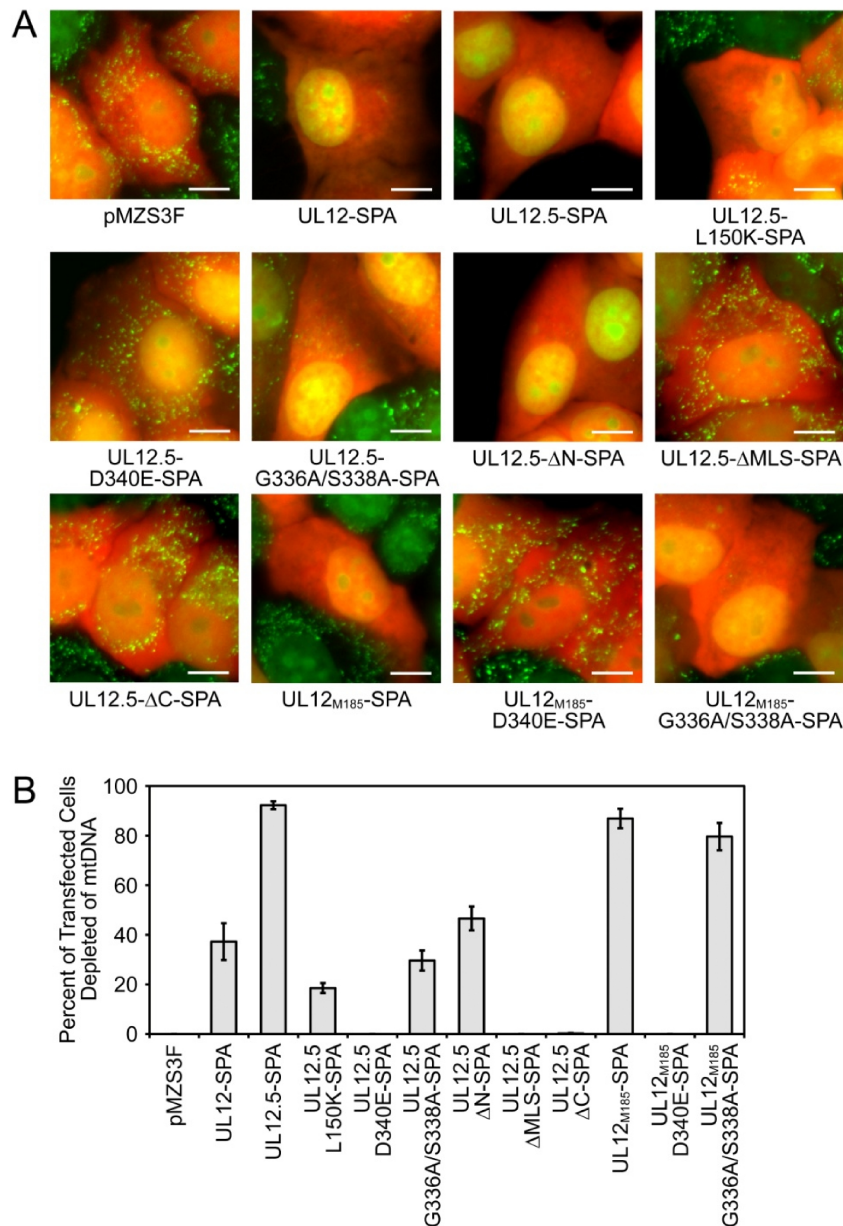 A
pMZS3F
UL12-SPA
UL12.5-SPA
UL12.5-
L150K-SPA
UL12.5-
D340E-SPA
UL12.5-
G336A/S338A-SPA
UL12.5-ΔN-SPA
UL12.5-ΔMLS-SPA
UL12.5-ΔC-SPA
UL12M185-SPA
UL12M185-
D340E-SPA
UL12M185-
G336A/S338A-SPA
B
Percent of Transfected Cells
Depleted of mtDNA
100
80
60
40
20
0
pMZS3F
UL12-SPA
UL12.5-SPA
UL12.5
L150K-SPA
UL12.5
D340E-SPA
UL12.5
G336A/S338A-SPA
UL12.5
ΔN-SPA
UL12.5
ΔMLS-SPA
UL12.5
ΔC-SPA
UL12M185-SPA
UL12M185
D340E-SPA
UL12M185
G336A/S338A-SPA